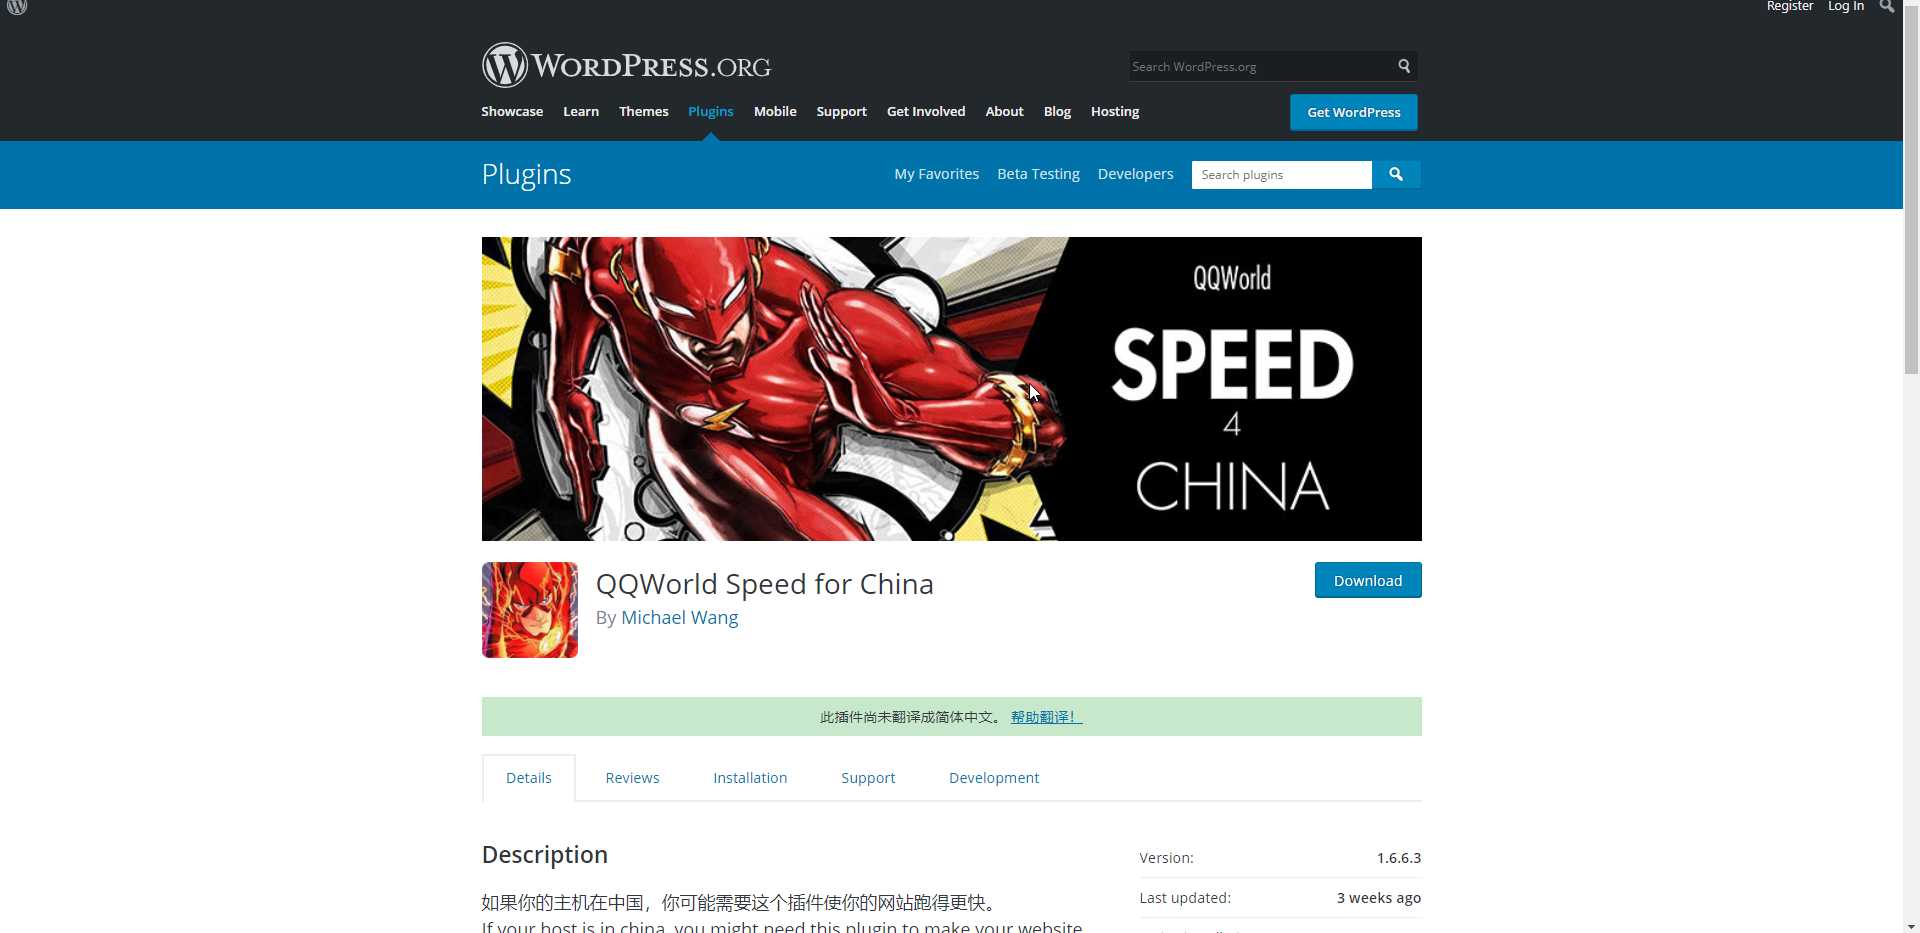 Register Log In
WORDPRESS.ORG
Search WordPress.org
Showcase Learn Themes Plugins Mobile Support Get Involved About Blog Hosting
Get WordPress
Plugins
My Favorites Beta Testing Developers
Search plugins
QQWorld
SPEED
4
CHINA
QQWorld Speed for China
By Michael Wang
Download
此插件尚未翻译成简体中文。 帮助翻译！
Details Reviews Installation Support Development
Description
如果你的主机在中国，你可能需要这个插件使你的网站跑得更快。
If your host is in china, you might need this plugin to make your website
Version: 1.6.6.3
Last updated: 3 weeks ago